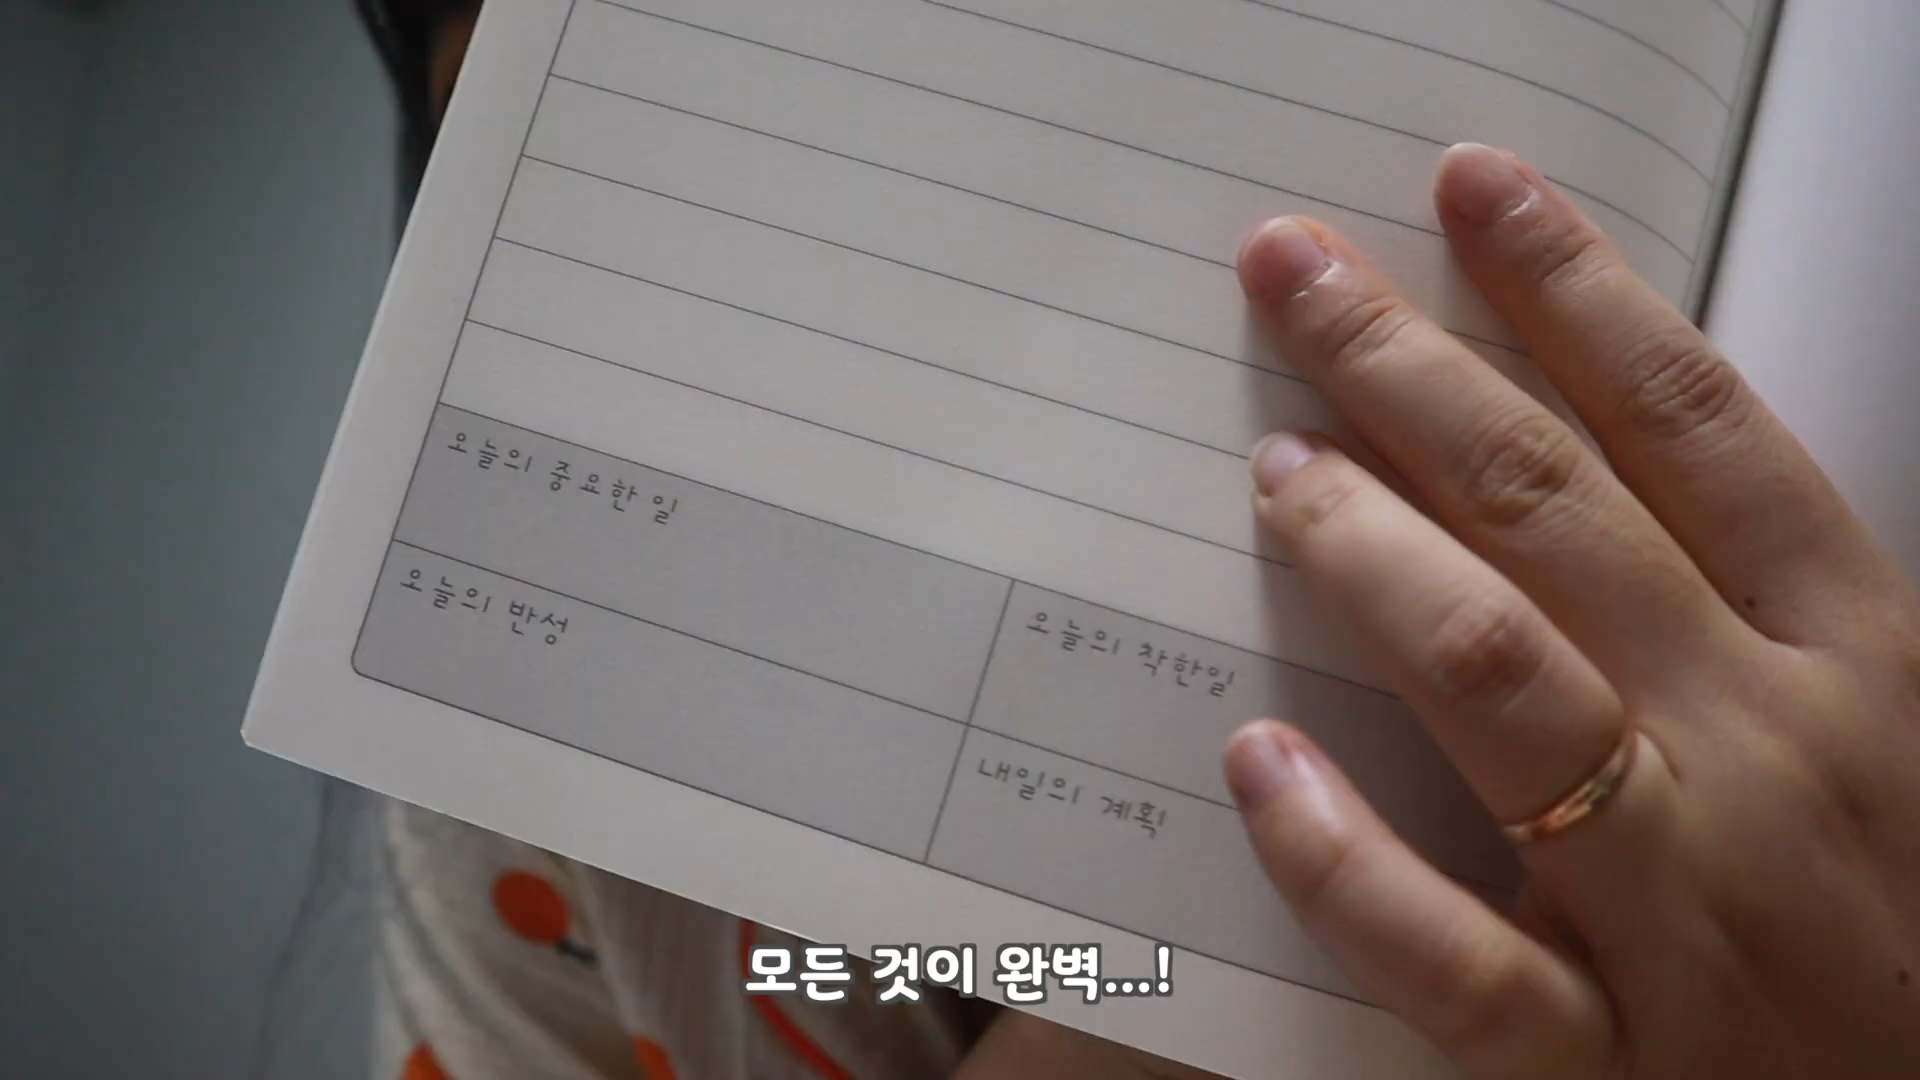 오늘의 중요한 일
오늘의 착한일
오늘의 반성
내일의 계획
모든 것이 완벽...!